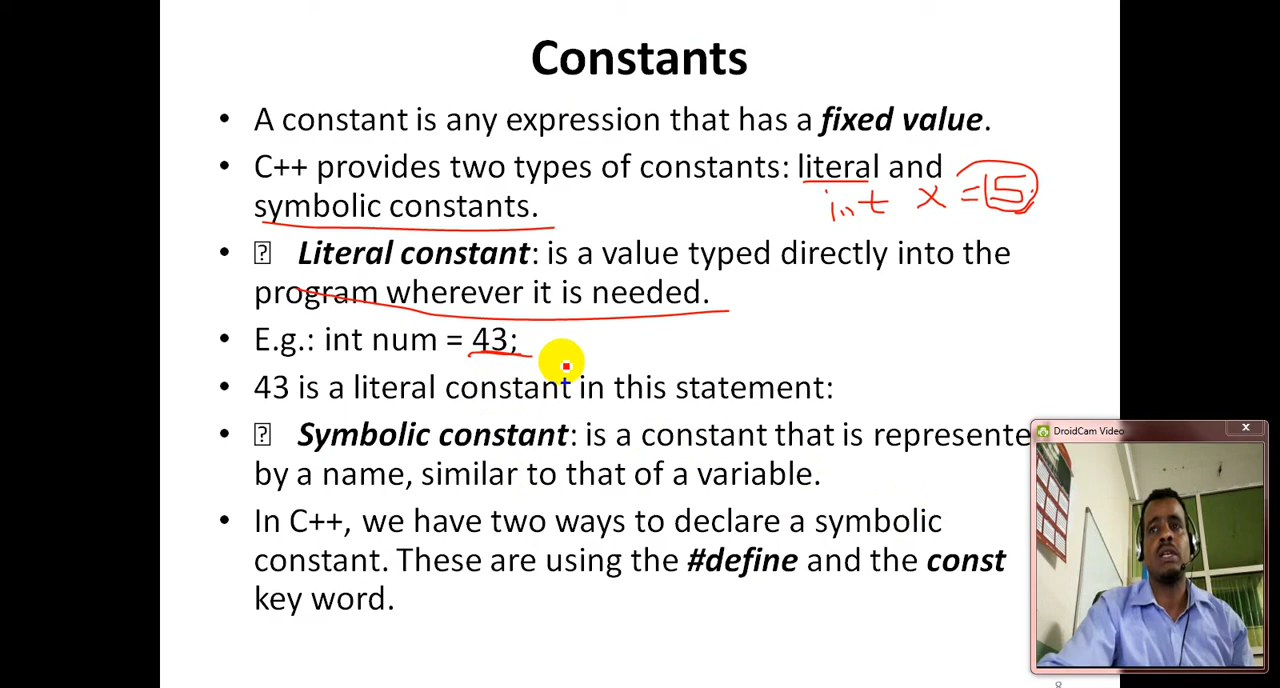 Constants
• A constant is any expression that has a fixed value.
• C++ provides two types of constants: literal and
symbolic constants.
int x = 5;
• Literal constant: is a value typed directly into the
program wherever it is needed.
• E.g.: int num = 43;
• 43 is a literal constant in this statement:
• Symbolic constant: is a constant that is represente
by a name, similar to that of a variable.
• In C++, we have two ways to declare a symbolic
constant. These are using the #define and the const
key word.
DroidCam Video
x
8